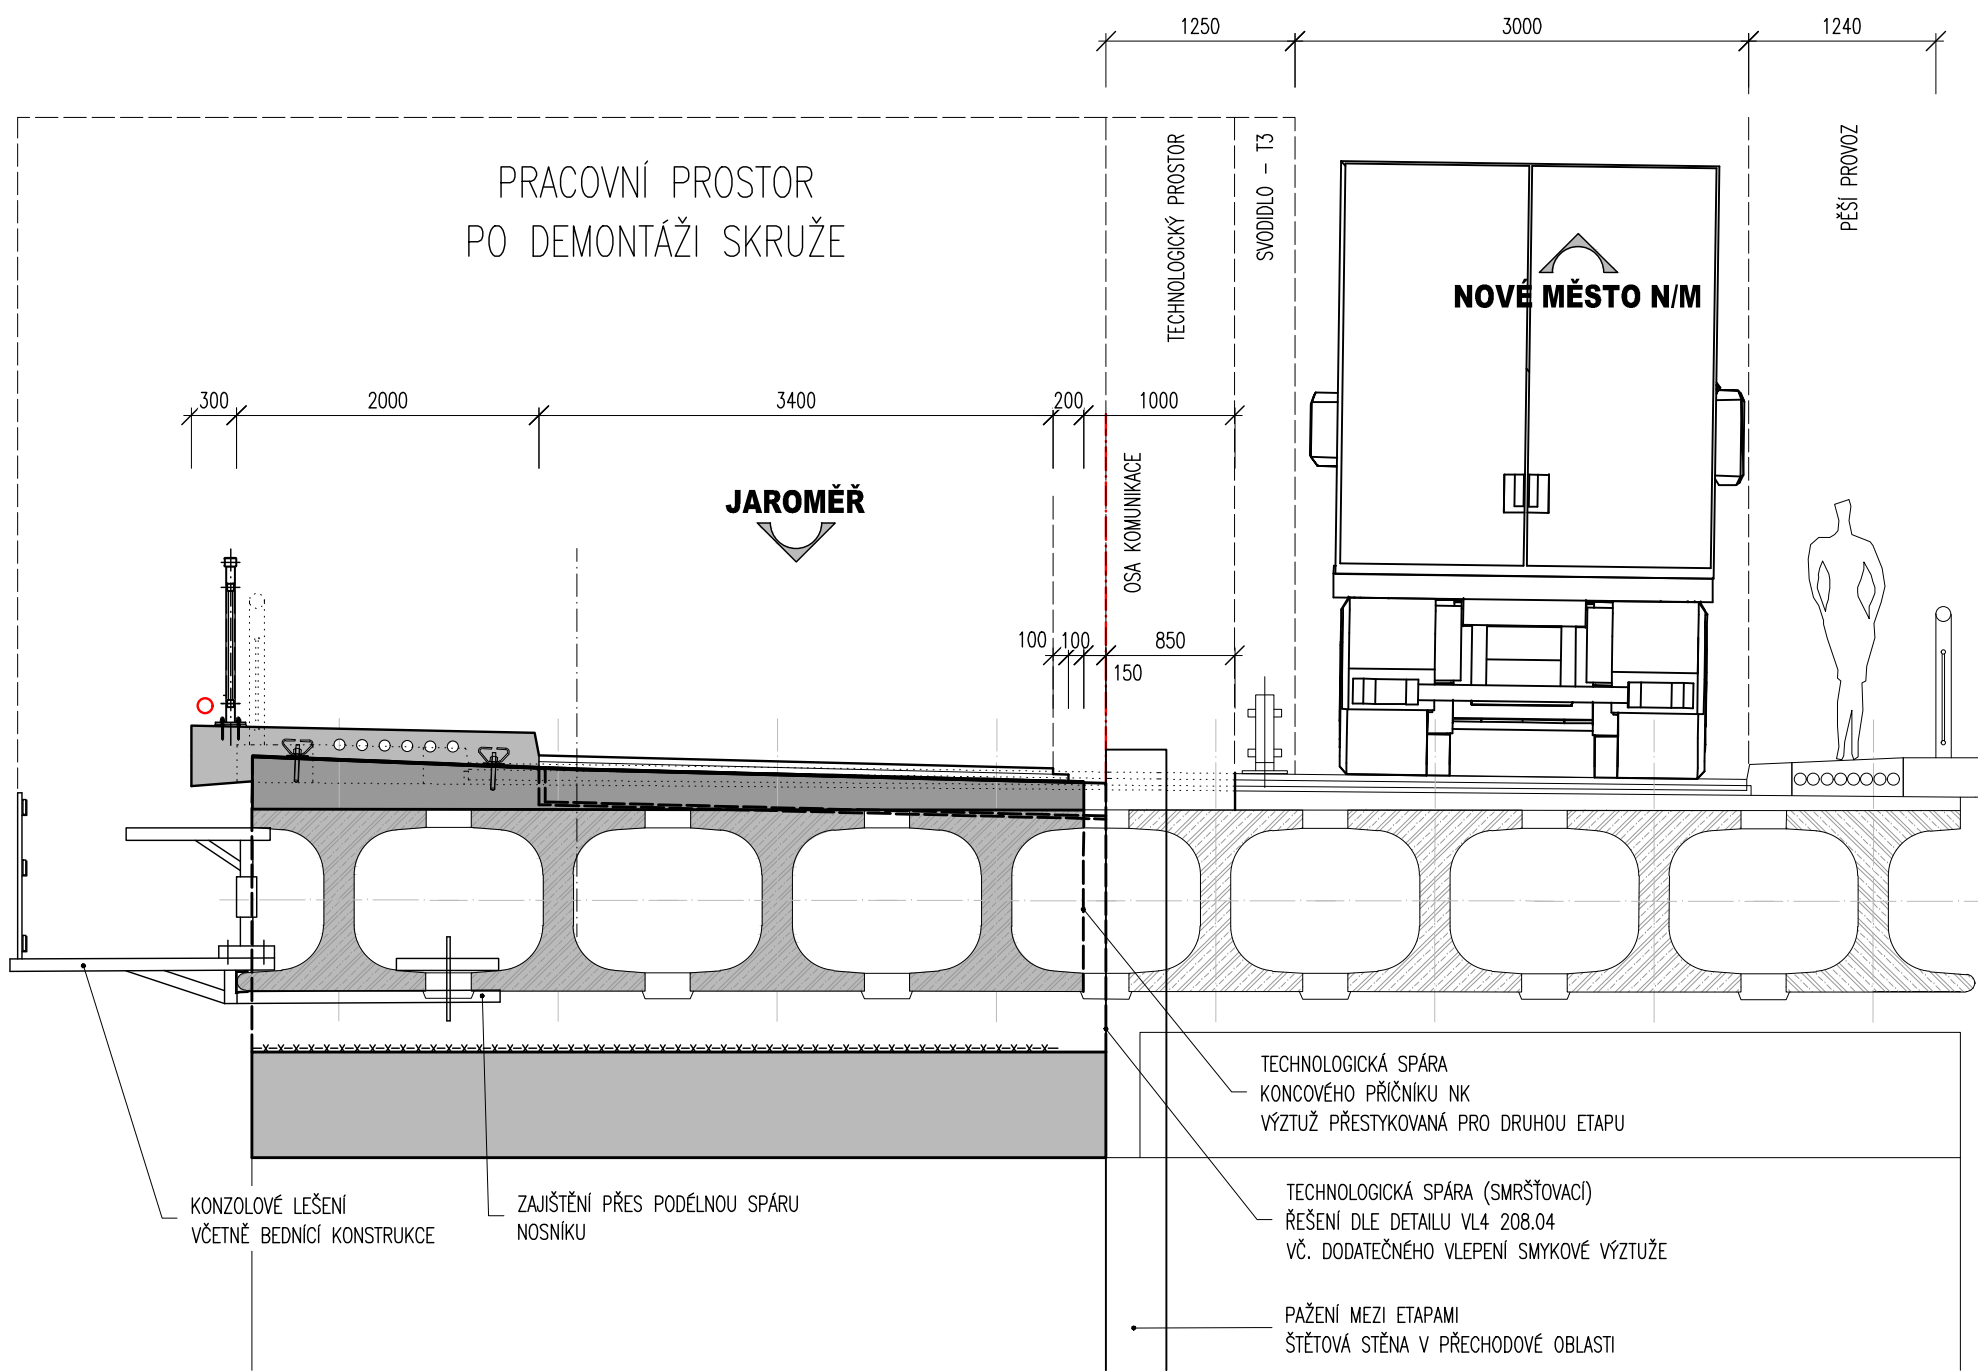 1250
3000
1240
PRACOVNÍ PROSTOR
PO DEMONTÁŽI SKRUŽE
TECHNOLOGICKÝ PROSTOR
SVODIDLO - T3
PĚŠÍ PROVOZ
NOVÉ MĚSTO N/M
300
2000
3400
200
1000
JAROMĚŘ
OSA KOMUNIKACE
100
100
850
150
TECHNOLOGICKÁ SPÁRA
KONCOVÉHO PŘÍČNÍKU NK
VÝZTUŽ PŘESTYKOVANÁ PRO DRUHOU ETAPU
KONZOLOVÉ LEŠENÍ
VČETNĚ BEDNÍCÍ KONSTRUKCE
ZAJIŠTĚNÍ PŘES PODÉLNOU SPÁRU
NOSNÍKU
TECHNOLOGICKÁ SPÁRA (SMRŠŤOVACÍ)
ŘEŠENÍ DLE DETAILU VL4 208.04
VČ. DODATEČNÉHO VLEPENÍ SMYKOVÉ VÝZTUŽE
PAŽENÍ MEZI ETAPAMI
ŠTĚTOVÁ STĚNA V PŘECHODOVÉ OBLASTI